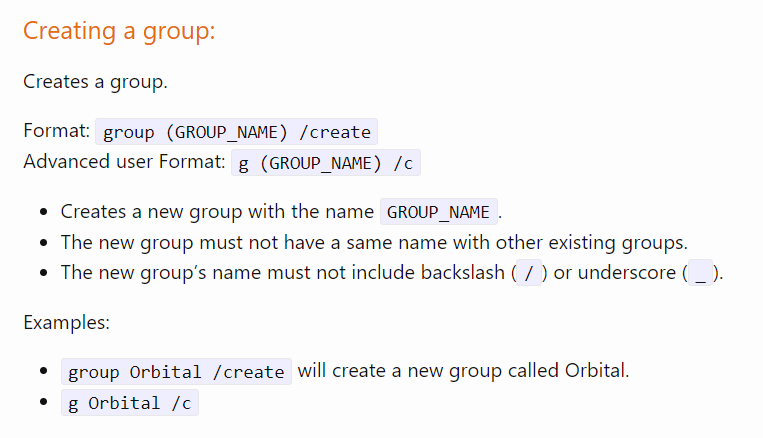 Creating a group:
Creates a group.
Format: group (GROUP_NAME) /create
Advanced user Format: g (GROUP_NAME) /c
• Creates a new group with the name GROUP_NAME.
• The new group must not have a same name with other existing groups.
• The new group’s name must not include backslash ( / ) or underscore ( _ ).
Examples:
• group Orbital /create will create a new group called Orbital.
• g Orbital /c